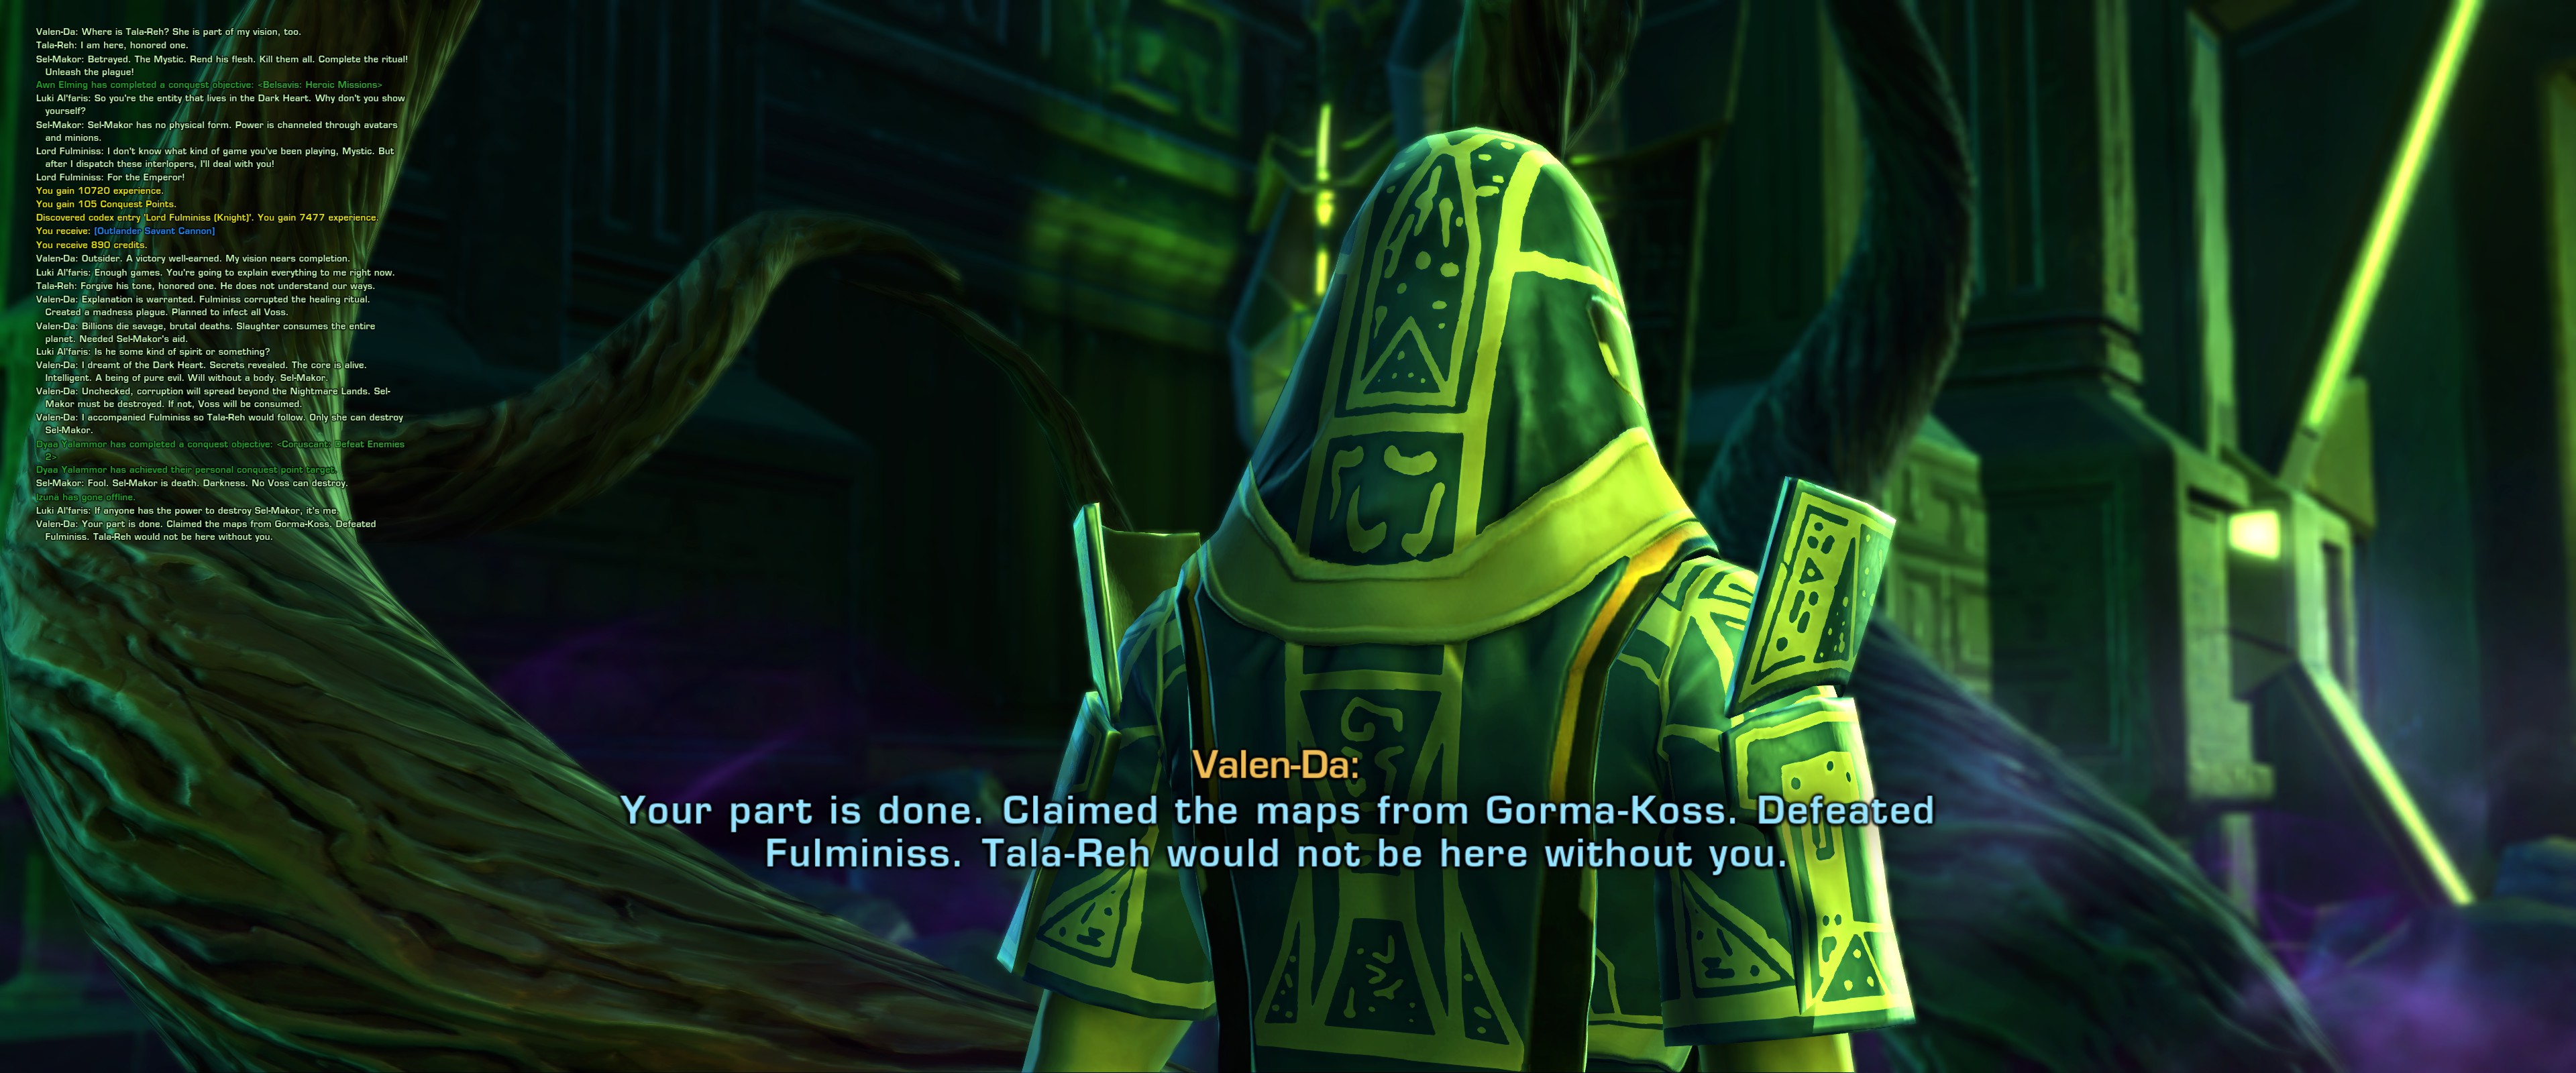 Valen-Da: Where is Tala-Reh? She is part of my vision, too.
Tala-Reh: I am here, honored one.
Sel-Makor: Betrayed. The Mystic. Rend his flesh. Kill them all. Complete the ritual!
Unleash the plague!
Awn Elming has completed a conquest objective: <Belsavis: Heroic Missions>
Luki Al'faris: So you're the entity that lives in the Dark Heart. Why don't you show
yourself?
Sel-Makor: Sel-Makor has no physical form. Power is channeled through avatars
and minions.
Lord Fulminiss: I don't know what kind of game you've been playing, Mystic. But
after I dispatch these interlopers, I'll deal with you!
Lord Fulminiss: For the Emperor!
You gain 10720 experience.
You gain 105 Conquest Points.
Discovered codex entry 'Lord Fulminiss (Knight)'. You gain 7477 experience.
You receive: [Outlander Savant Cannon]
You receive 890 credits.
Valen-Da: Outsider. A victory well-earned. My vision nears completion.
Luki Al'faris: Enough games. You're going to explain everything to me right now.
Tala-Reh: Forgive his tone, honored one. He does not understand our ways.
Valen-Da: Explanation is warranted. Fulminiss corrupted the healing ritual.
Created a madness plague. Planned to infect all Voss.
Valen-Da: Billions die savage, brutal deaths. Slaughter consumes the entire
planet. Needed Sel-Makor's aid.
Luki Al'faris: Is he some kind of spirit or something?
Valen-Da: I dreamt of the Dark Heart. Secrets revealed. The core is alive.
Intelligent. A being of pure evil. Will without a body. Sel-Makor.
Valen-Da: Unchecked, corruption will spread beyond the Nightmare Lands. Sel-
Makor must be destroyed. If not, Voss will be consumed.
Valen-Da: I accompanied Fulminiss so Tala-Reh would follow. Only she can destroy
Sel-Makor.
Dyaa Yalammor has completed a conquest objective: <Coruscant: Defeat Enemies
2>
Dyaa Yalammor has achieved their personal conquest point target.
Sel-Makor: Fool. Sel-Makor is death. Darkness. No Voss can destroy.
Izunà has gone offline.
Luki Al'faris: If anyone has the power to destroy Sel-Makor, it's me.
Valen-Da: Your part is done. Claimed the maps from Gorma-Koss. Defeated
Fulminiss. Tala-Reh would not be here without you.
Valen-Da:
Your part is done. Claimed the maps from Gorma-Koss. Defeated
Fulminiss. Tala-Reh would not be here without you.